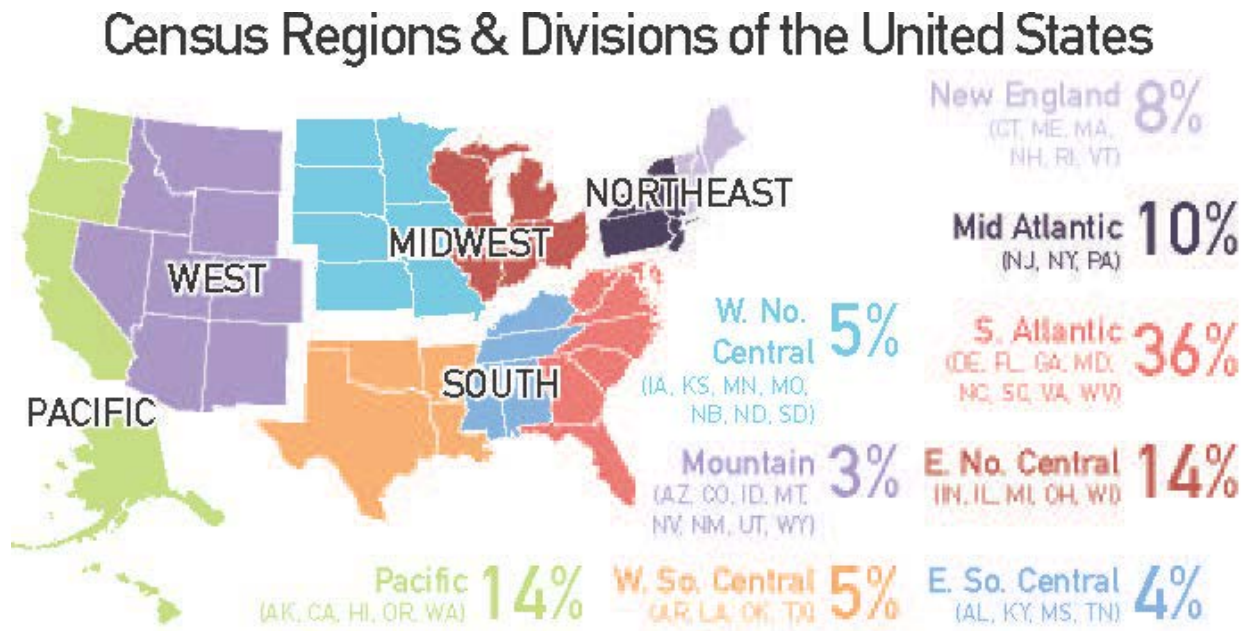 Census Regions & Divisions of the United States
New England 8%
(CT, ME, MA,
NH, RI, VT)
NORTHEAST
Mid Atlantic 10%
(NJ, NY, PA)
MIDWEST
WEST
W. No.
Central 5%
(IA, KS, MN, MO,
NB, ND, SD)
S. Atlantic 36%
(DE, FL, GA, MD,
NC, SC, VA, WV)
SOUTH
PACIFIC
Mountain 3%
(AZ, CO, ID, MT,
NV, NM, UT, WY)
E. No. Central 14%
(IN, IL, MI, OH, WI)
Pacific 14%
(AK, CA, HI, OR, WA)
W. So. Central 5%
(AR, LA, OK, TX)
E. So. Central 4%
(AL, KY, MS, TN)